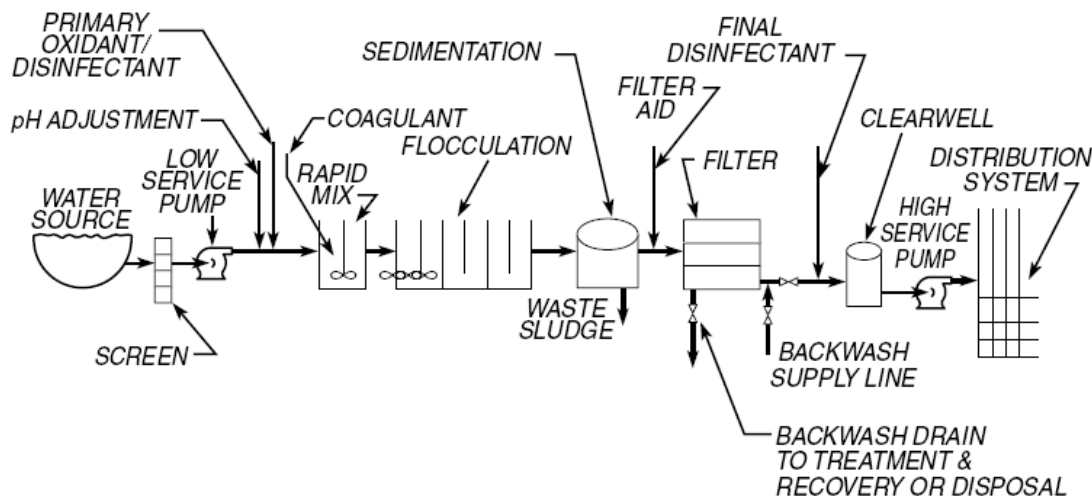 PRIMARY
OXIDANT/
DISINFECTANT
pH ADJUSTMENT
LOW
SERVICE
PUMP
WATER
SOURCE
SCREEN
COAGULANT
RAPID
MIX
FLOCCULATION
SEDIMENTATION
WASTE
SLUDGE
FILTER
AID
FILTER
FINAL
DISINFECTANT
BACKWASH
SUPPLY LINE
BACKWASH DRAIN
TO TREATMENT &
RECOVERY OR DISPOSAL
CLEARWELL
HIGH
SERVICE
PUMP
DISTRIBUTION
SYSTEM